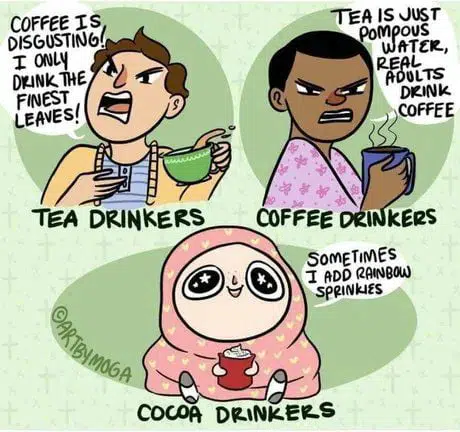 COFFEE IS
DISGUSTING!
I ONLY
DRINK THE
FINEST
LEAVES!
TEA IS JUST
POMPOUS
WATER,
REAL
ADULTS
DRINK
COFFEE
TEA DRINKERS
COFFEE DRINKERS
SOMETIMES
I ADD RAINBOW
SPRINKLES
©ARTBYMOGA
COCOA DRINKERS